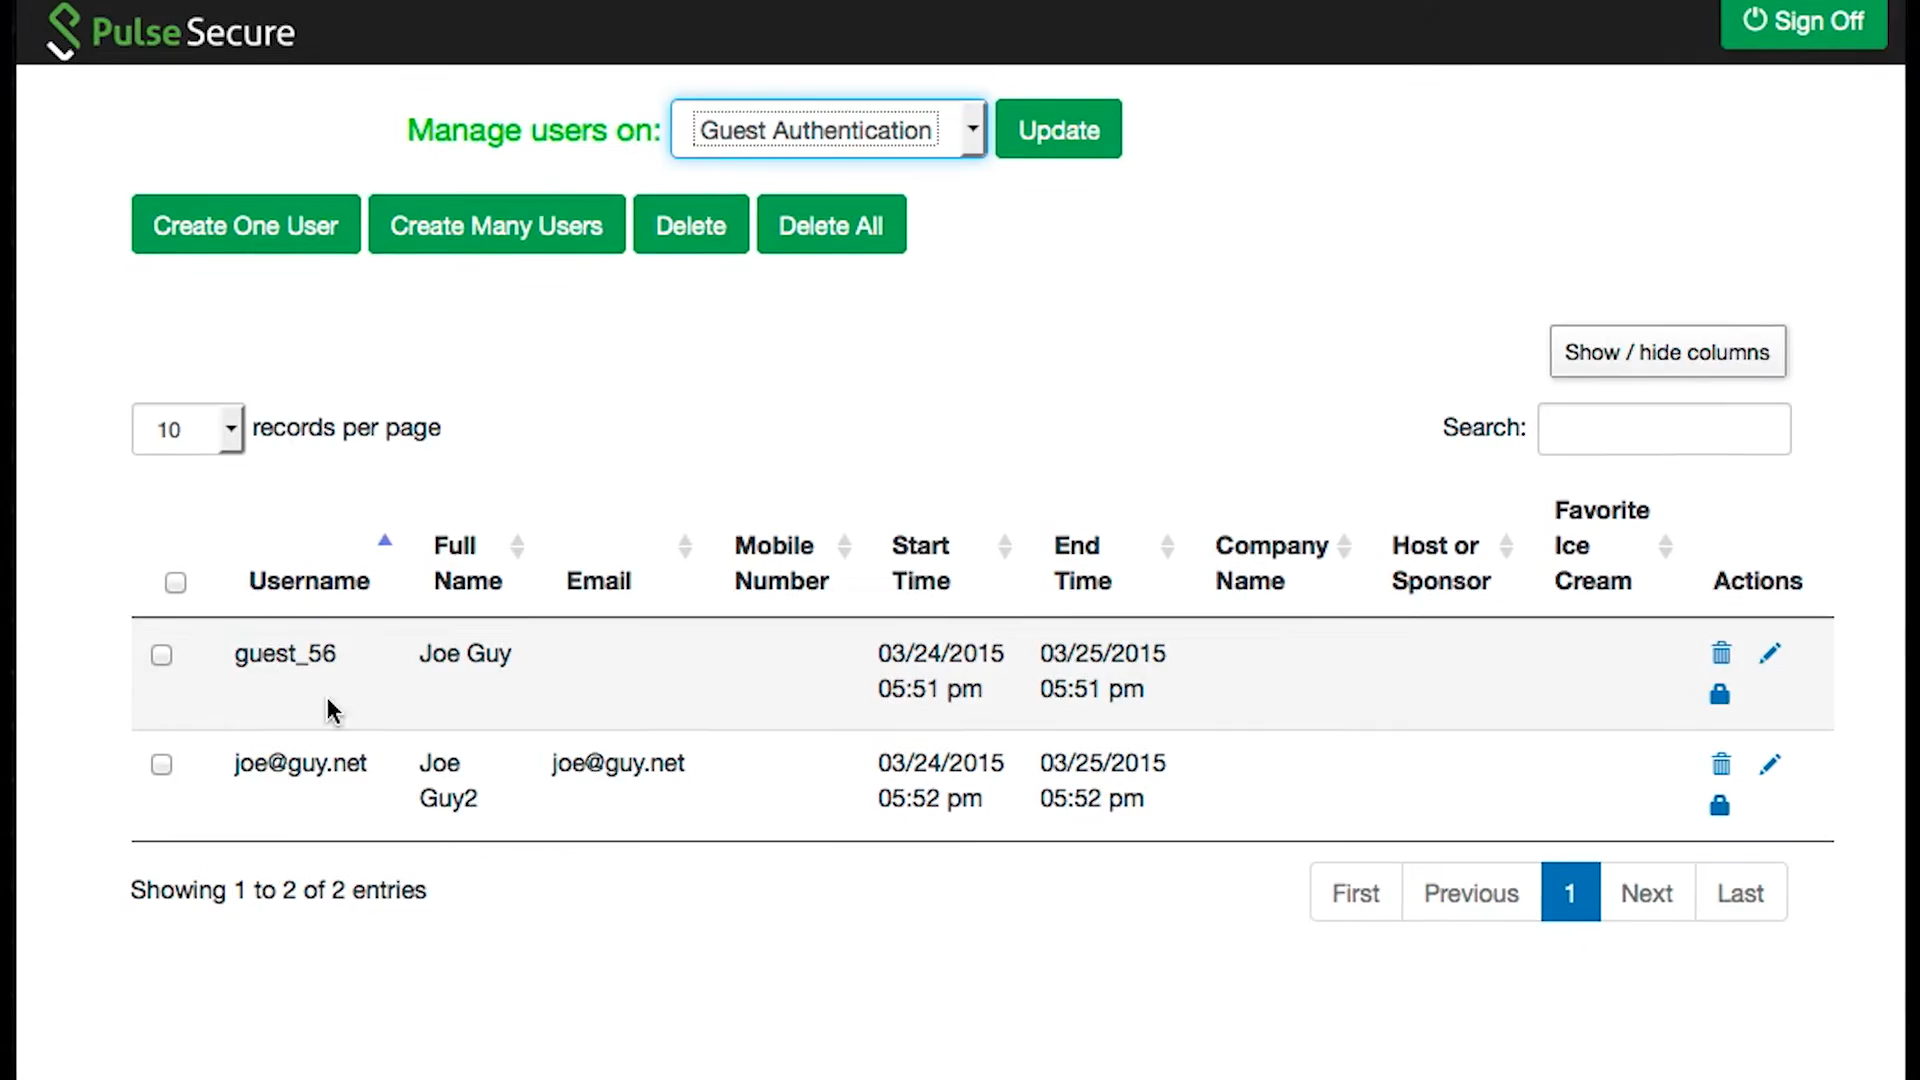 Pulse Secure
Sign Off
Manage users on: Guest Authentication Update
Create One User Create Many Users Delete Delete All
Show / hide columns
10 records per page
Search:
Username
Full
Name
Email
Mobile
Number
Start
Time
End
Time
Company
Name
Host or
Sponsor
Favorite
Ice
Cream
Actions
guest_56
Joe Guy
03/24/2015
05:51 pm
03/25/2015
05:51 pm
joe@guy.net
Joe
Guy2
joe@guy.net
03/24/2015
05:52 pm
03/25/2015
05:52 pm
Showing 1 to 2 of 2 entries
First Previous 1 Next Last